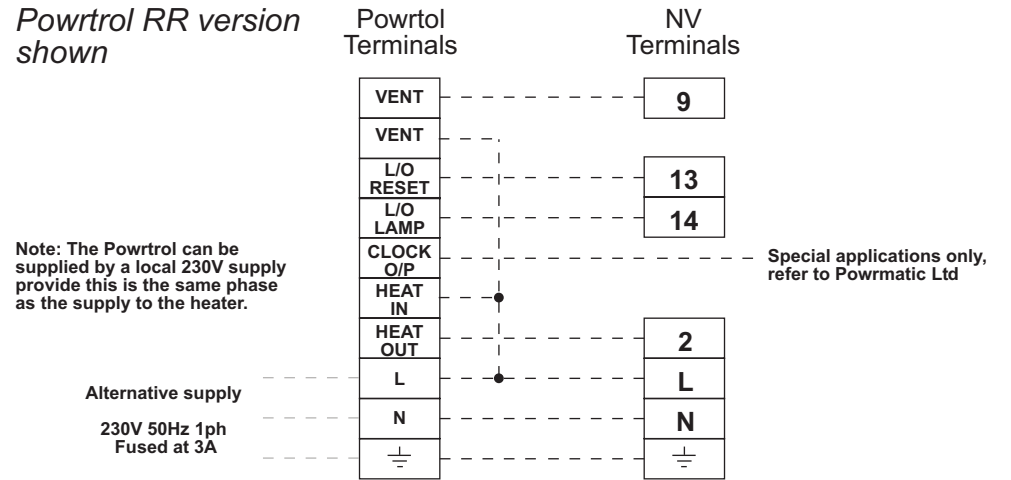 Powrtrol RR version
shown
Powrtol
Terminals
NV
Terminals
VENT
9
VENT
L/O
RESET
13
L/O
LAMP
14
CLOCK
O/P
Special applications only,
refer to Powrmatic Ltd
Note: The Powrtrol can be
supplied by a local 230V supply
provide this is the same phase
as the supply to the heater.
HEAT
IN
HEAT
OUT
2
L
L
Alternative supply
N
N
230V 50Hz 1ph
Fused at 3A